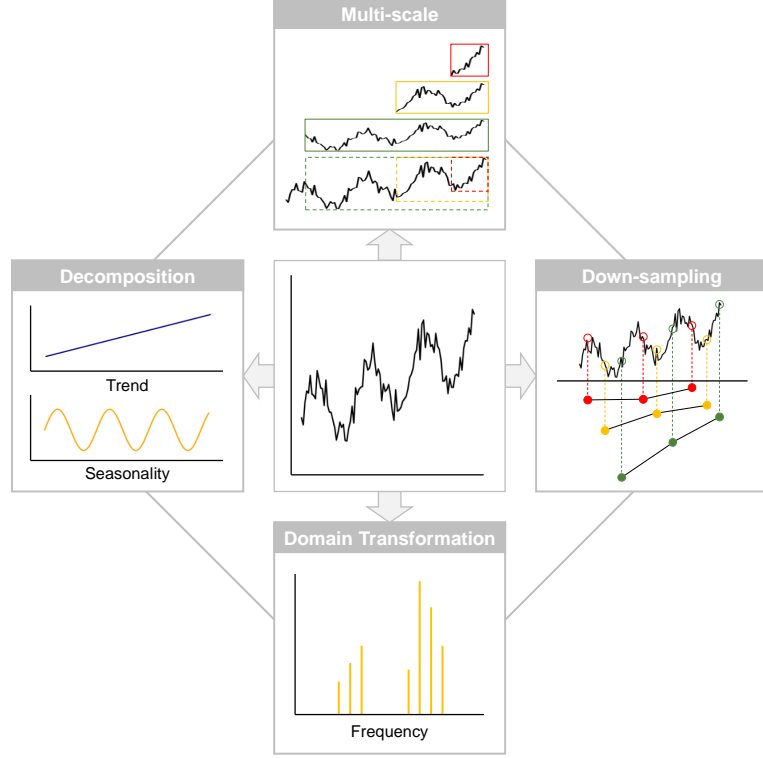 Multi-scale
Decomposition
Trend
Seasonality
Down-sampling
Domain Transformation
Frequency